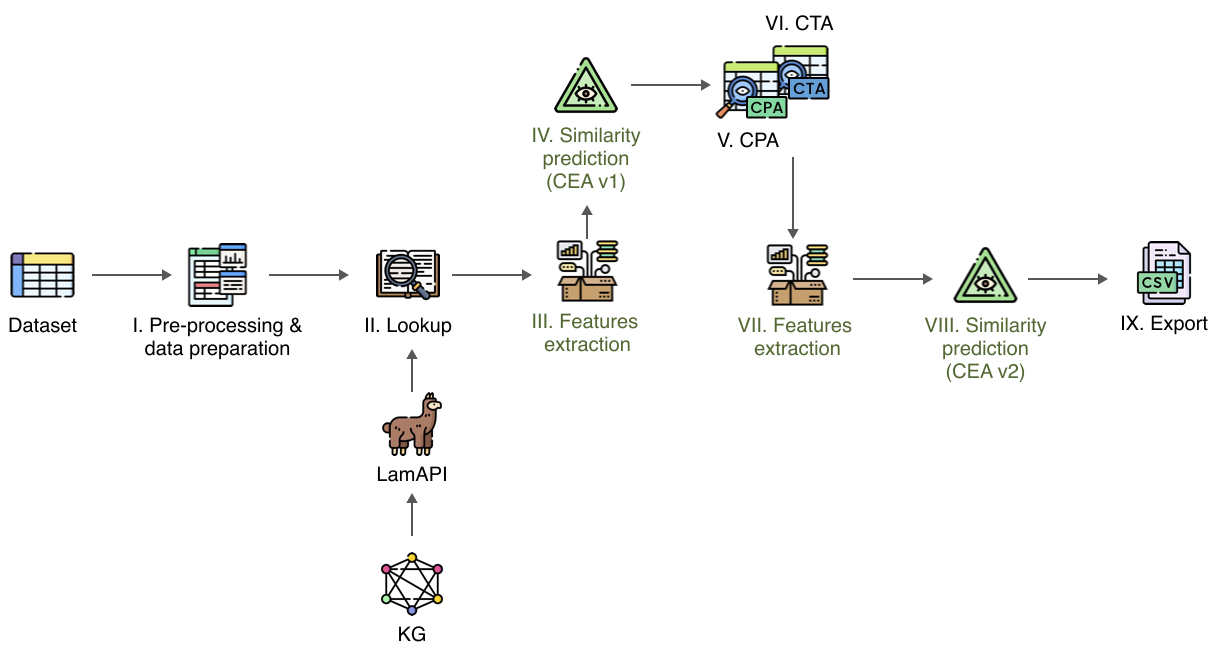 VI. CTA
CTA
CPA
V. CPA
IV. Similarity
prediction
(CEA v1)
Dataset
I. Pre-processing &
data preparation
II. Lookup
III. Features
extraction
VII. Features
extraction
VIII. Similarity
prediction
(CEA v2)
CSV
IX. Export
LamAPI
KG